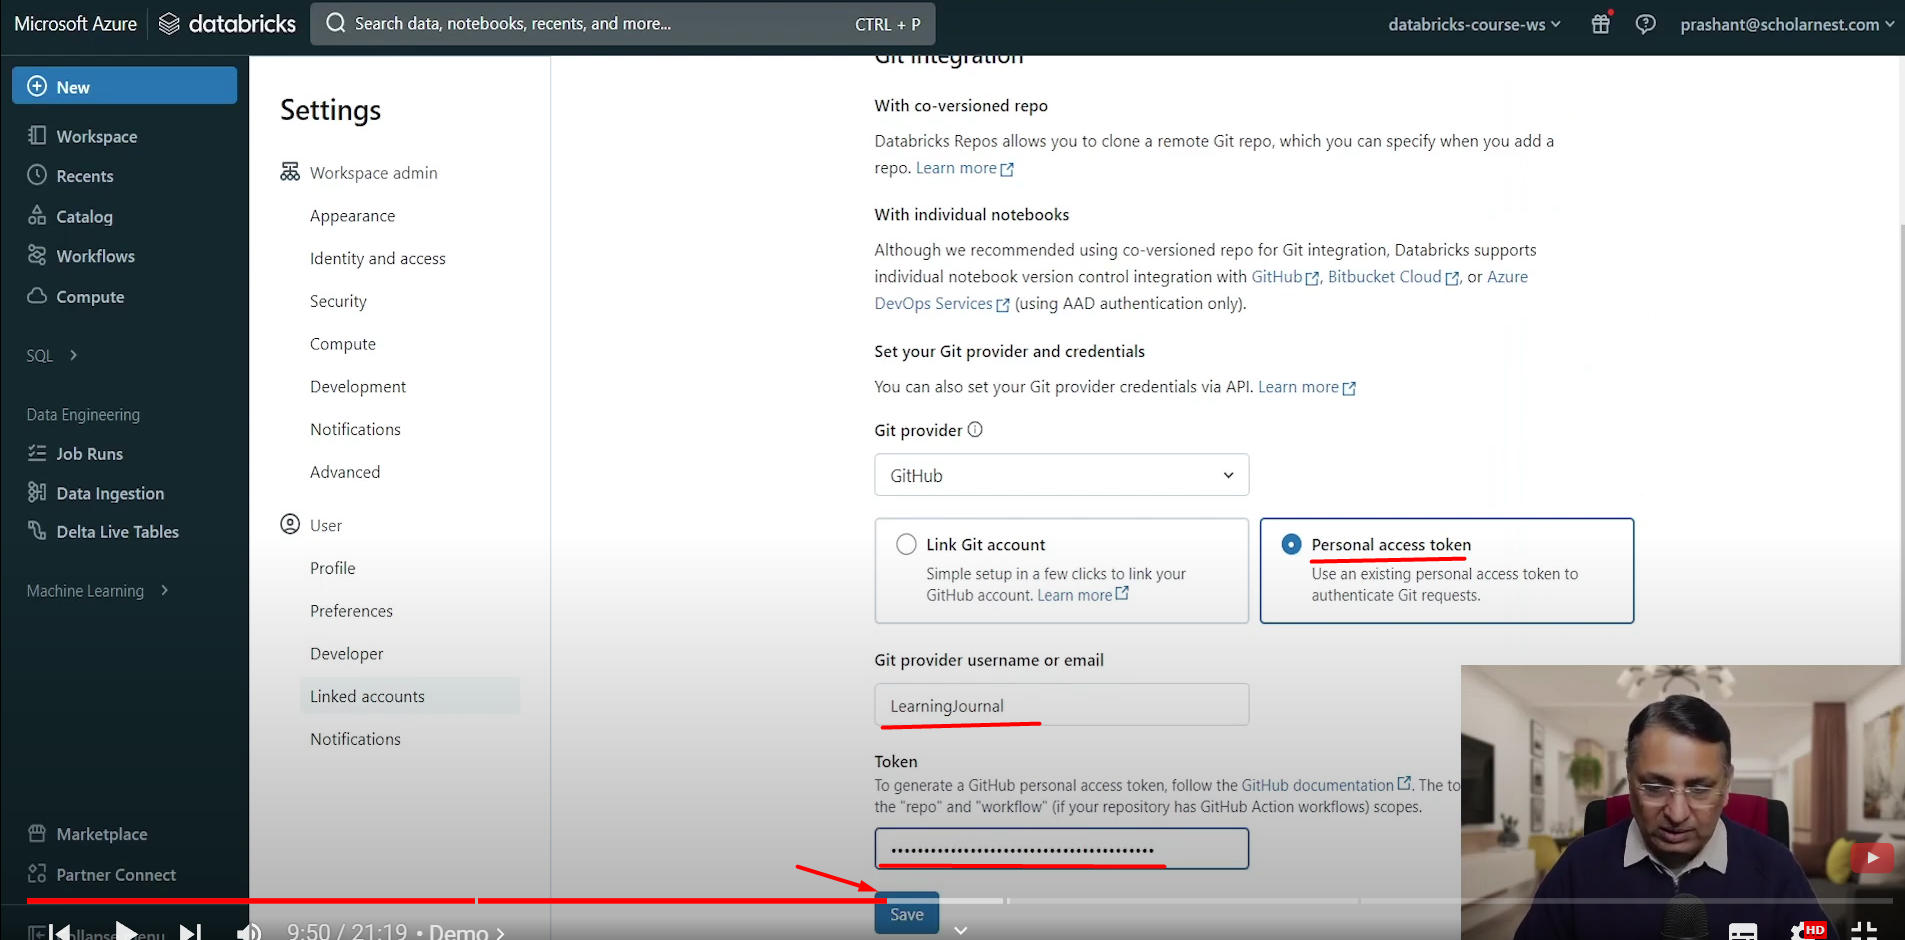 Microsoft Azure databricks Search data, notebooks, recents, and more... CTRL + P databricks-course-ws prashant@scholarnest.com
New
Workspace
Recents
Catalog
Workflows
Compute
SQL
Data Engineering
Job Runs
Data Ingestion
Delta Live Tables
Machine Learning
Marketplace
Partner Connect
Collapse menu
Settings
Workspace admin
Appearance
Identity and access
Security
Compute
Development
Notifications
Advanced
User
Profile
Preferences
Developer
Linked accounts
Notifications
Git integration
With co-versioned repo
Databricks Repos allows you to clone a remote Git repo, which you can specify when you add a
repo. Learn more
With individual notebooks
Although we recommended using co-versioned repo for Git integration, Databricks supports
individual notebook version control integration with GitHub, Bitbucket Cloud, or Azure
DevOps Services (using AAD authentication only).
Set your Git provider and credentials
You can also set your Git provider credentials via API. Learn more
Git provider
GitHub
Link Git account
Simple setup in a few clicks to link your
GitHub account. Learn more
Personal access token
Use an existing personal access token to
authenticate Git requests.
Git provider username or email
LearningJournal
Token
To generate a GitHub personal access token, follow the GitHub documentation. The to
the "repo" and "workflow" (if your repository has GitHub Action workflows) scopes.
Save
9:50 / 21:19 • Demo
HD